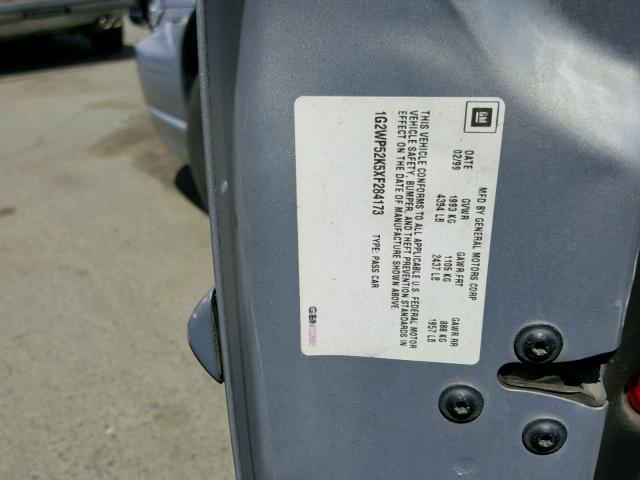 GM
MFD BY GENERAL MOTORS CORP
DATE GVWR GAWR FRT GAWR RR
02/99 1993 KG 1105 KG 888 KG
4394 LB 2437 LB 1957 LB
THIS VEHICLE CONFORMS TO ALL APPLICABLE U.S. FEDERAL MOTOR
VEHICLE SAFETY, BUMPER, AND THEFT PREVENTION STANDARDS IN
EFFECT ON THE DATE OF MANUFACTURE SHOWN ABOVE.
1G2WP52K5XF284173 TYPE: PASS CAR